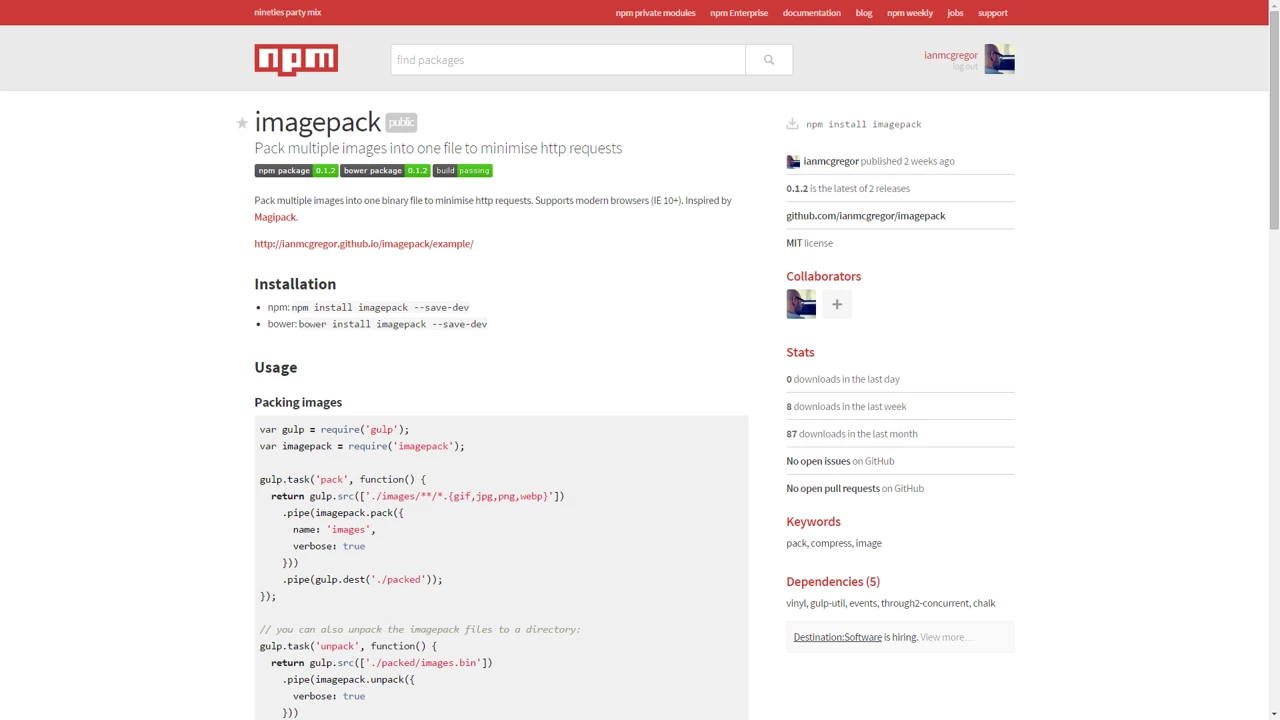 nineties party mix
npm private modules npm Enterprise documentation blog npm weekly jobs support
npm
find packages
ianmcgregor
log out
imagepack public
Pack multiple images into one file to minimise http requests
npm package 0.1.2 bower package 0.1.2 build passing
Pack multiple images into one binary file to minimise http requests. Supports modern browsers (IE 10+). Inspired by
Magipack.
http://ianmcgregor.github.io/imagepack/example/
Installation
• npm: npm install imagepack --save-dev
• bower: bower install imagepack --save-dev
Usage
Packing images
var gulp = require('gulp');
var imagepack = require('imagepack');
gulp.task('pack', function() {
  return gulp.src(['./images/**/*.{gif,jpg,png,webp}'])
    .pipe(imagepack.pack({
      name: 'images',
      verbose: true
    }))
    .pipe(gulp.dest('./packed'));
});
// you can also unpack the imagepack files to a directory:
gulp.task('unpack', function() {
  return gulp.src(['./packed/images.bin'])
    .pipe(imagepack.unpack({
      verbose: true
    }))
npm install imagepack
ianmcgregor published 2 weeks ago
0.1.2 is the latest of 2 releases
github.com/ianmcgregor/imagepack
MIT license
Collaborators
+
Stats
0 downloads in the last day
8 downloads in the last week
87 downloads in the last month
No open issues on GitHub
No open pull requests on GitHub
Keywords
pack, compress, image
Dependencies (5)
vinyl, gulp-util, events, through2-concurrent, chalk
Destination:Software is hiring. View more…